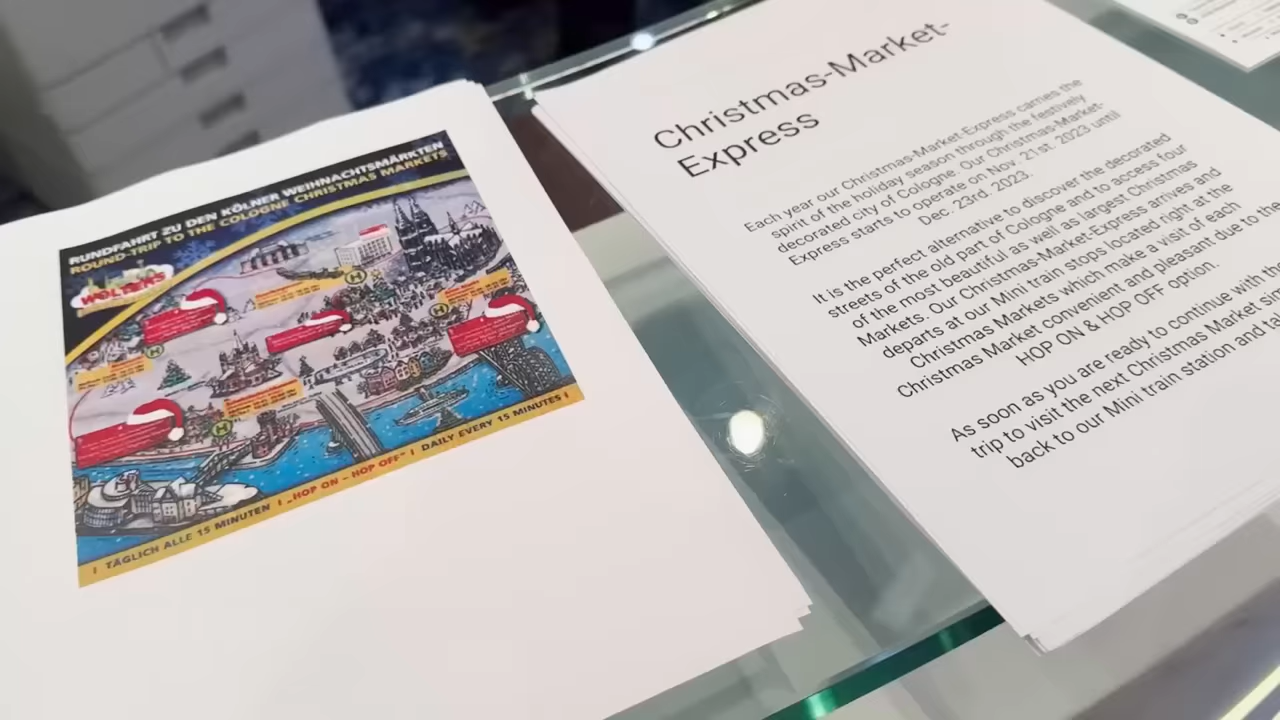 RUNDFAHRT ZU DEN KÖLNER WEIHNACHTSMÄRKTEN
ROUND-TRIP TO THE COLOGNE CHRISTMAS MARKETS
WOLTERS
H
H
H
H
I TÄGLICH ALLE 15 MINUTEN I „HOP ON - HOP OFF" I DAILY EVERY 15 MINUTES I
Christmas-Market-
Express
Each year our Christmas-Market-Express carries the
spirit of the holiday season through the festively
decorated city of Cologne. Our Christmas-Market-
Express starts to operate on Nov. 21st. 2023 until
Dec. 23rd. 2023.
It is the perfect alternative to discover the decorated
streets of the old part of Cologne and to access four
of the most beautiful as well as largest Christmas
Markets. Our Christmas-Market-Express arrives and
departs at our Mini train stops located right at the
Christmas Markets which make a visit of each
Christmas Market convenient and pleasant due to the
HOP ON & HOP OFF option.
As soon as you are ready to continue with the
trip to visit the next Christmas Market
back to our Mini train station and